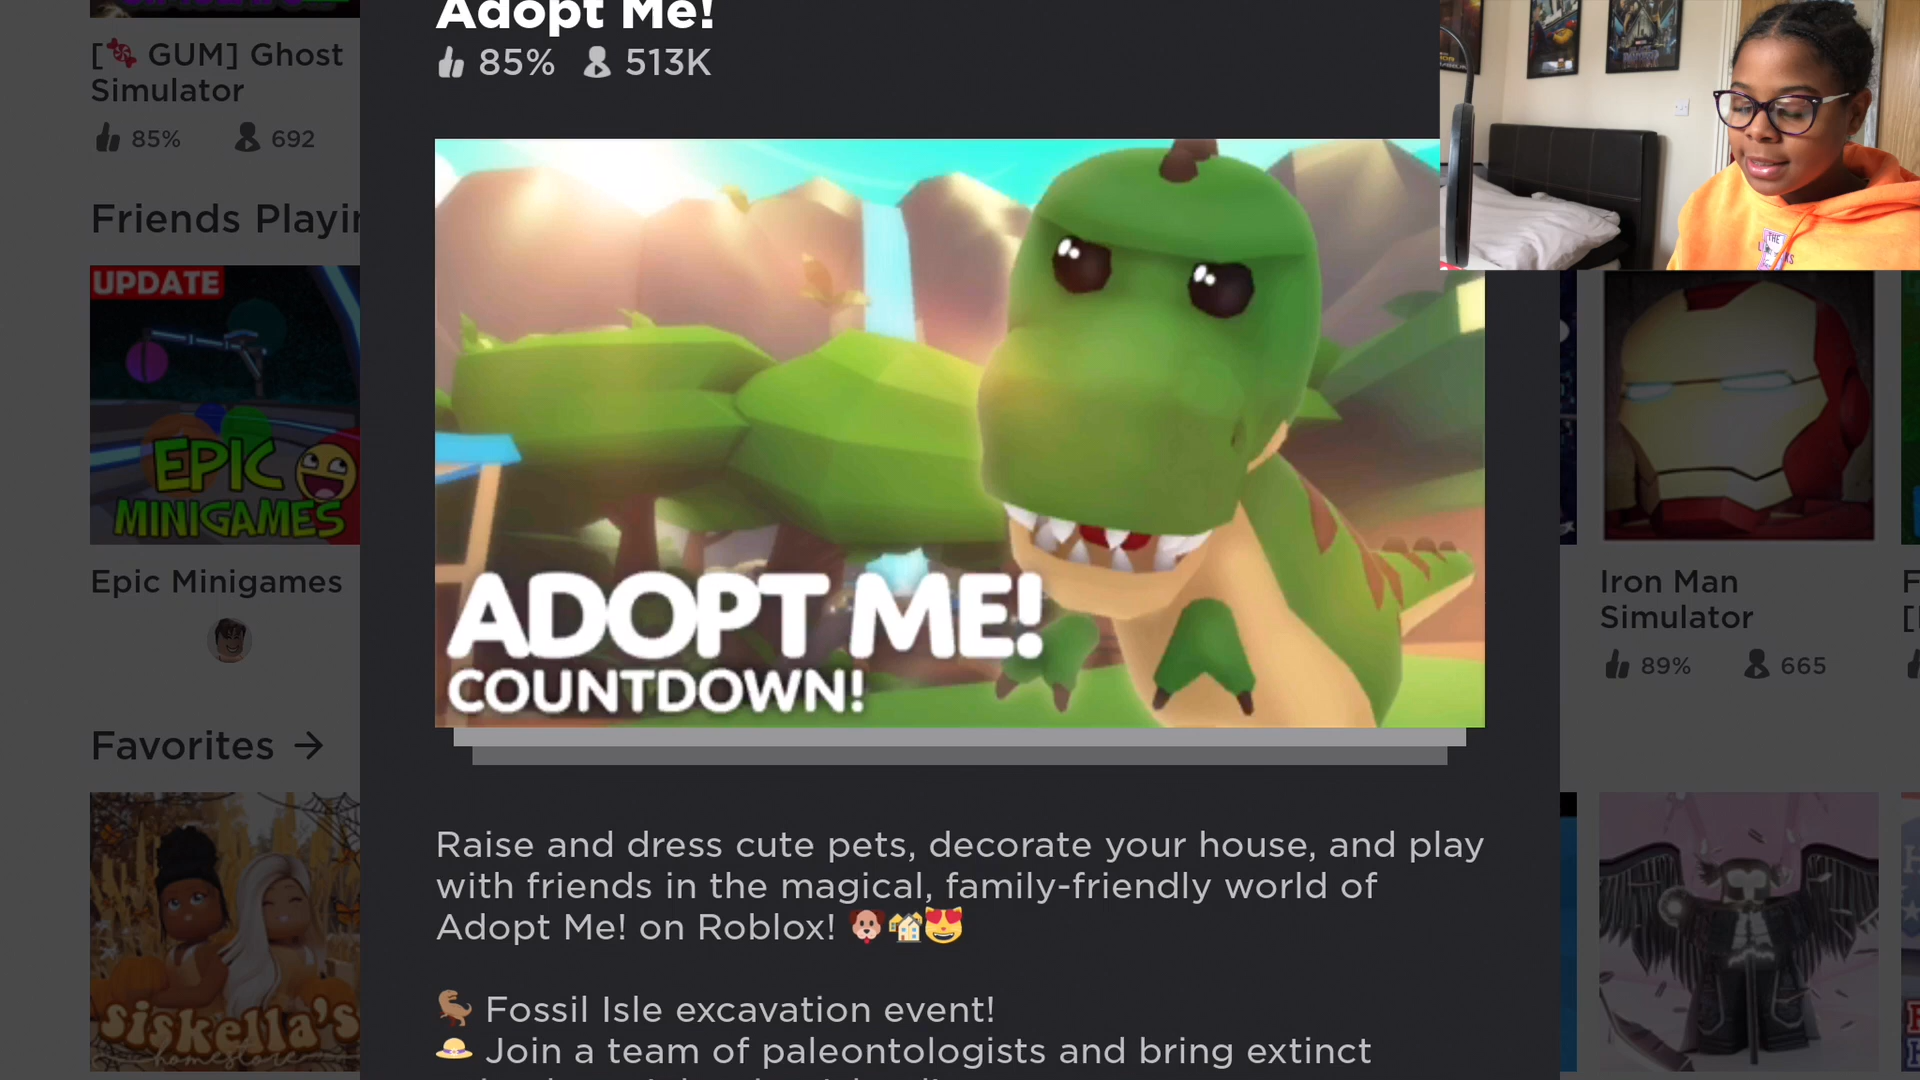 Adopt Me!
85% 513K
[🍬 GUM] Ghost
Simulator
85% 692
Friends Playin
UPDATE
EPIC
MINIGAMES
Epic Minigames
Favorites →
siskella's
homestore
ADOPT ME!
COUNTDOWN!
Raise and dress cute pets, decorate your house, and play
with friends in the magical, family-friendly world of
Adopt Me! on Roblox! 🐶🏠😻
🦖 Fossil Isle excavation event!
👒 Join a team of paleontologists and bring extinct
THE
Iron Man
Simulator
89% 665